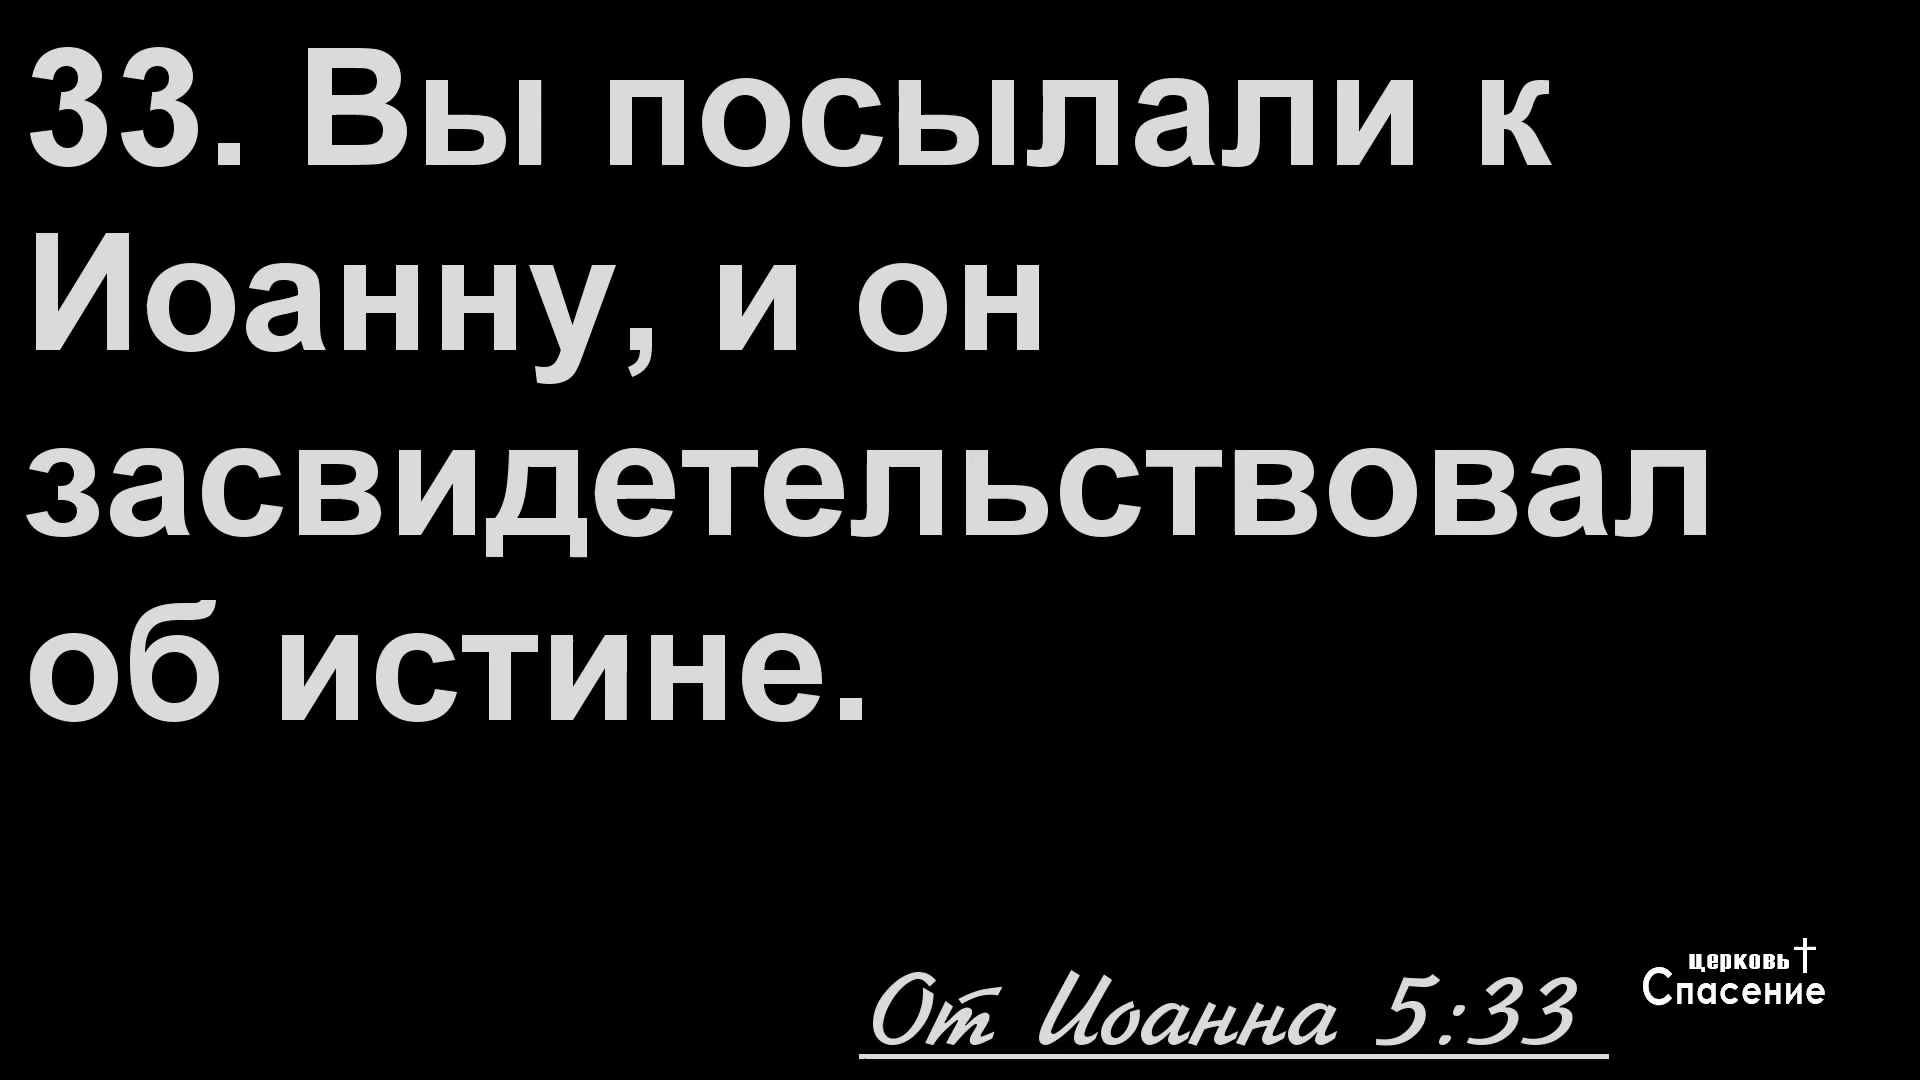 33. Вы посылали к
Иоанну, и он
засвидетельствовал
об истине.
От Иоанна 5:33
церковь
Спасение